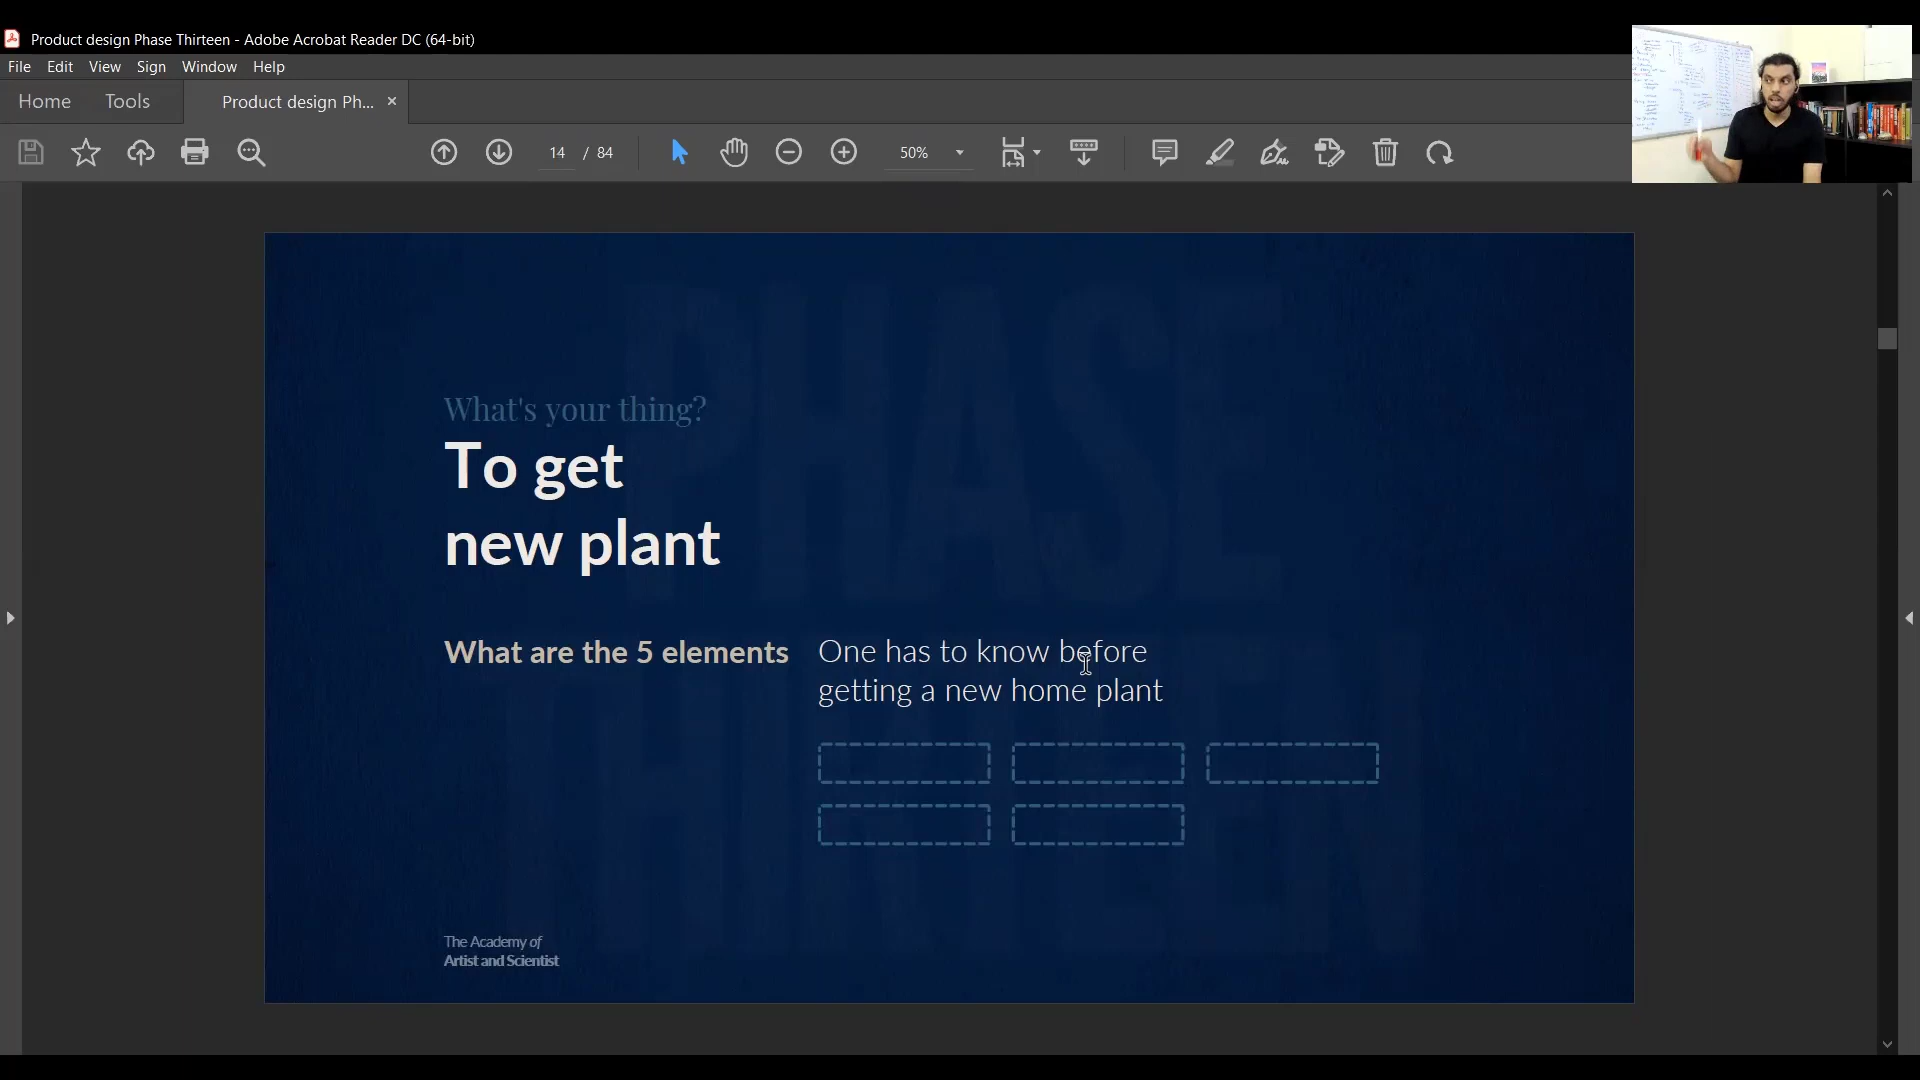 Product design Phase Thirteen - Adobe Acrobat Reader DC (64-bit)
File Edit View Sign Window Help
Home Tools Product design Ph... ×
14 / 84 50%
PHASE
THIRTEEN
What's your thing?
To get
new plant
What are the 5 elements
One has to know before
getting a new home plant
The Academy of
Artist and Scientist